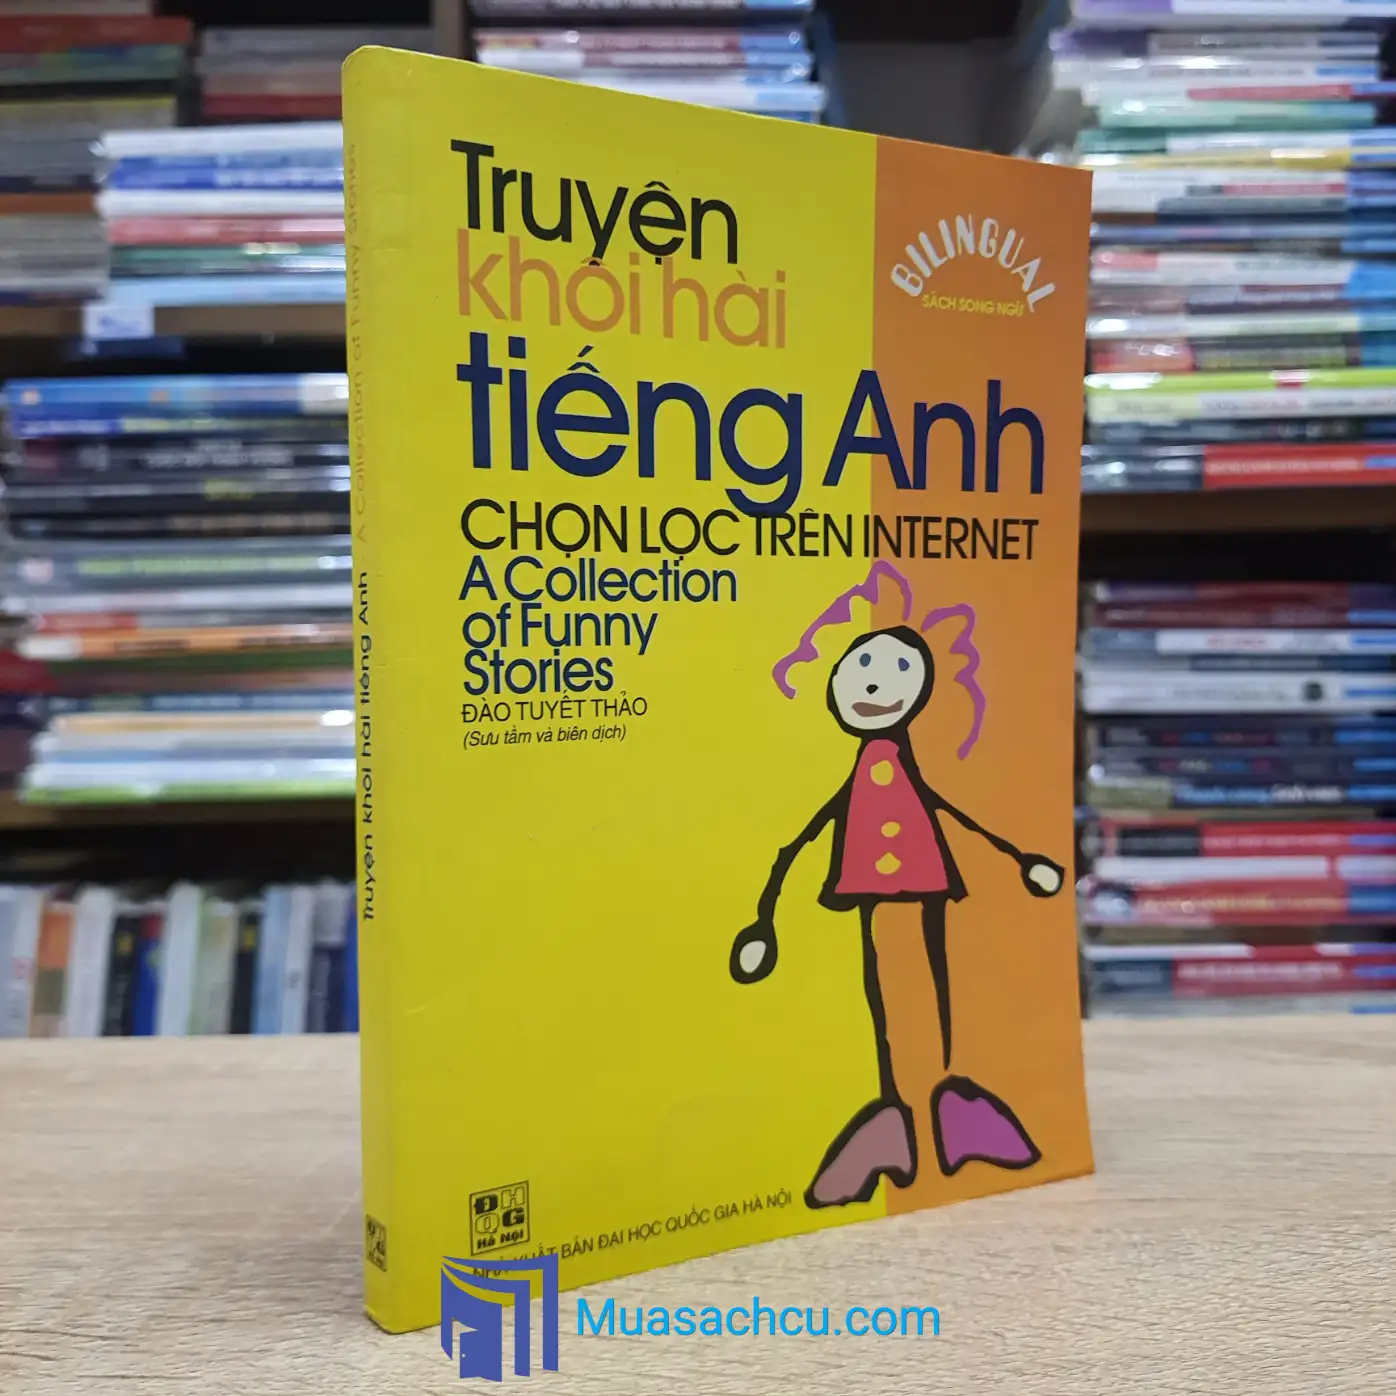 Truyện
khôi hài
tiếng Anh
CHỌN LỌC TRÊN INTERNET
A Collection
of Funny
Stories
ĐÀO TUYẾT THẢO
(Sưu tầm và biên dịch)
BILINGUAL
SÁCH SONG NGỮ
Truyện khôi hài tiếng Anh - A Collection of Funny Stories
ĐHQG
Hà Nội
NHÀ XUẤT BẢN ĐẠI HỌC QUỐC GIA HÀ NỘI
Muasachcu.com